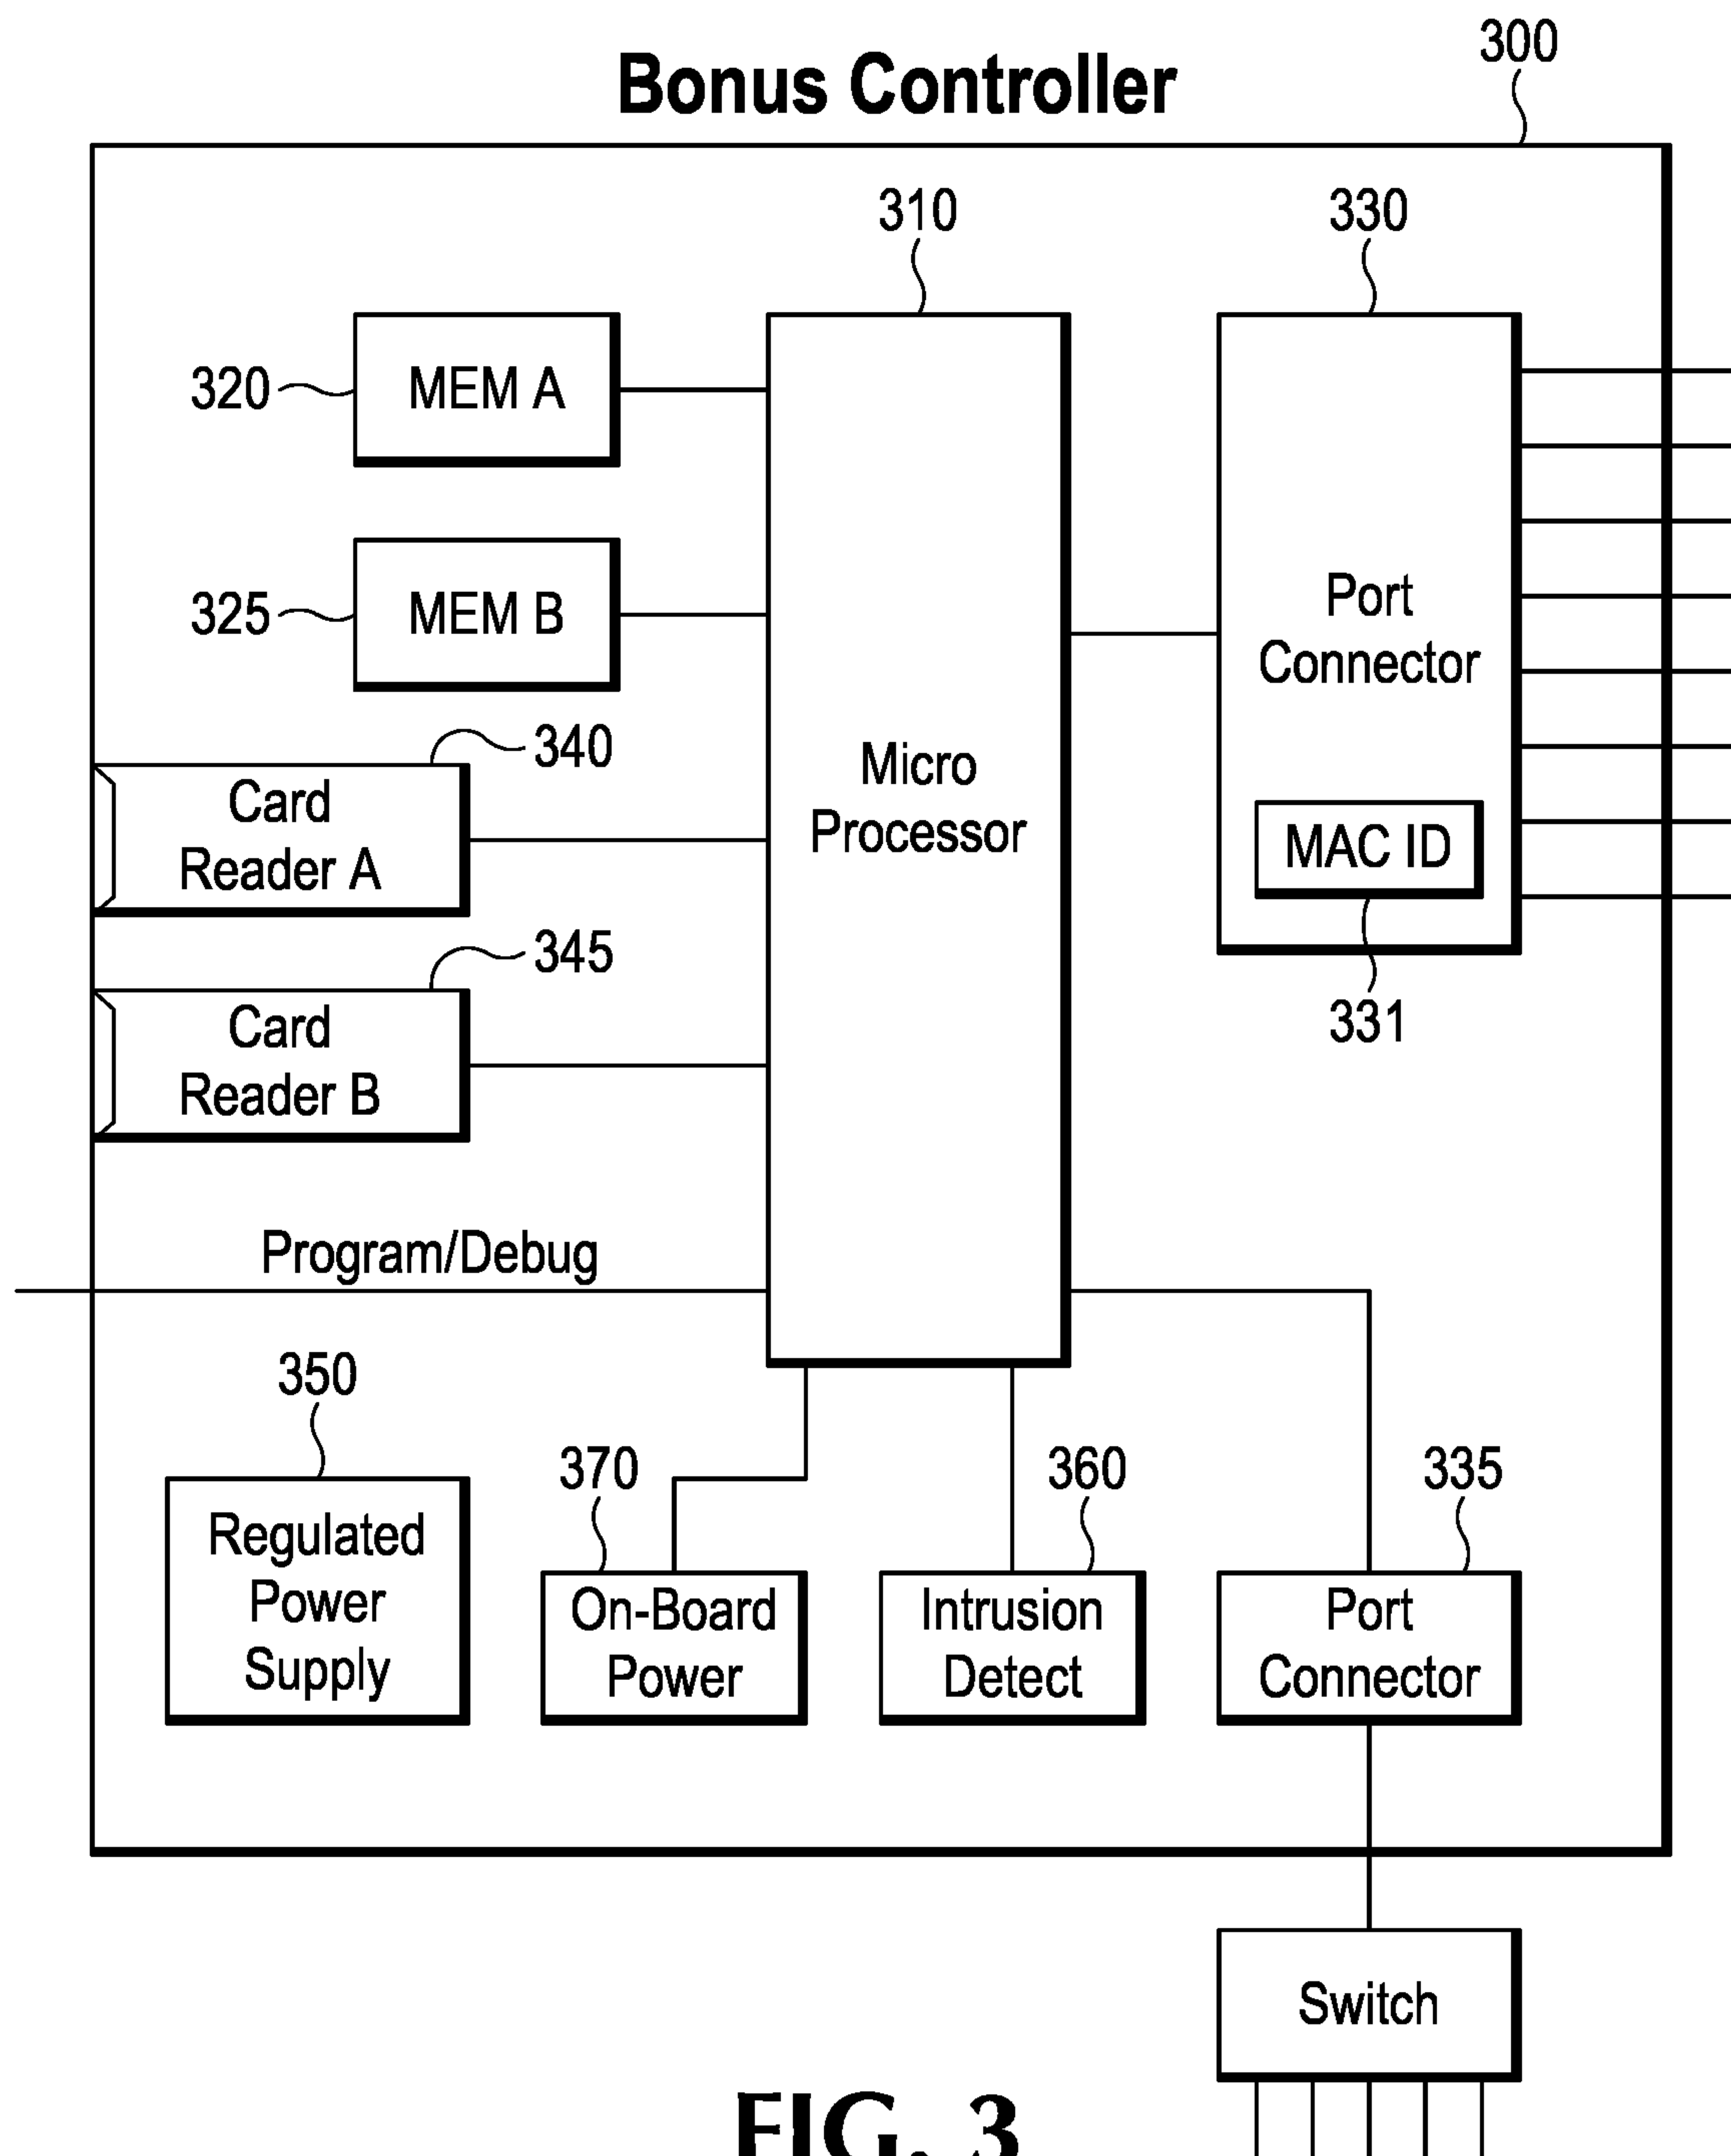 Bonus Controller
300
310
330
320
MEM A
325
MEM B
Port
Connector
340
Card
Reader A
Micro
Processor
MAC ID
331
345
Card
Reader B
Program/Debug
350
370
360
335
Regulated
Power
Supply
On-Board
Power
Intrusion
Detect
Port
Connector
Switch
FIG. 3